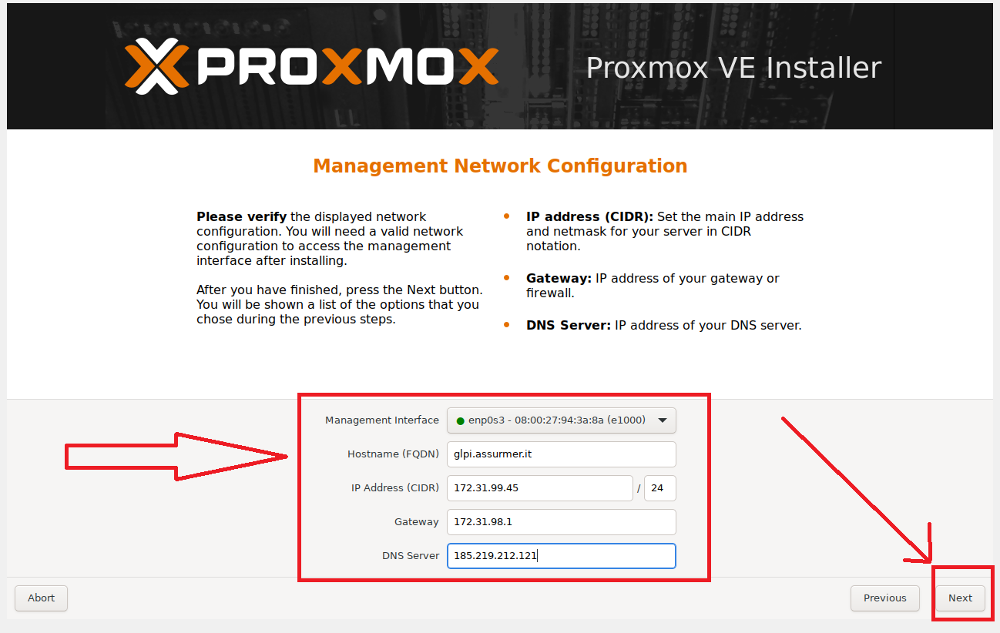 PROXMOX
Proxmox VE Installer
Management Network Configuration
Please verify the displayed network
configuration. You will need a valid network
configuration to access the management
interface after installing.
After you have finished, press the Next button.
You will be shown a list of the options that you
chose during the previous steps.
IP address (CIDR): Set the main IP address
and netmask for your server in CIDR
notation.
Gateway: IP address of your gateway or
firewall.
DNS Server: IP address of your DNS server.
Management Interface
enp0s3 - 08:00:27:94:3a:8a (e1000)
Hostname (FQDN)
glpi.assurmer.it
IP Address (CIDR)
172.31.99.45 / 24
Gateway
172.31.98.1
DNS Server
185.219.212.121
Abort
Previous
Next